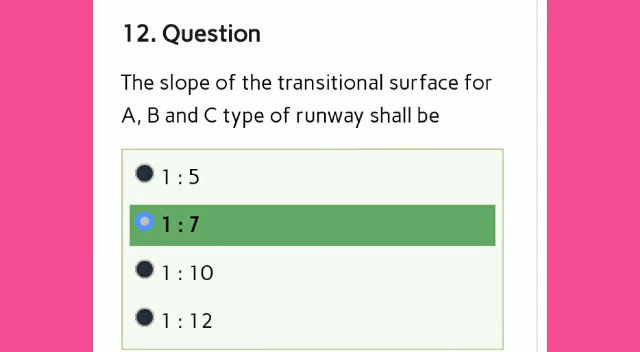 12. Question
The slope of the transitional surface for
A, B and C type of runway shall be
1 : 5
1 : 7
1 : 10
1 : 12